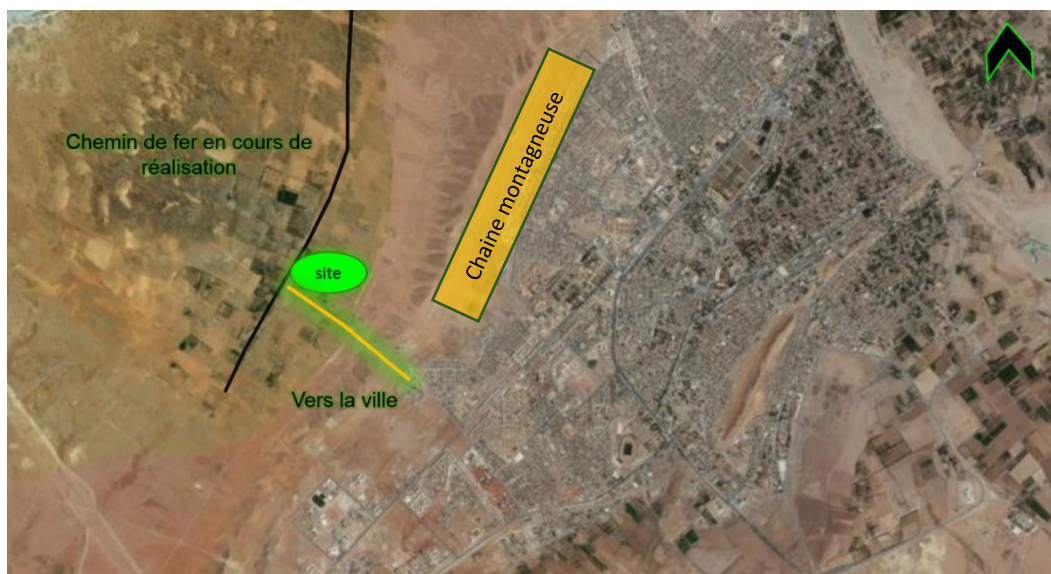 Chemin de fer en cours de
réalisation
Chaine montagneuse
site
Vers la ville